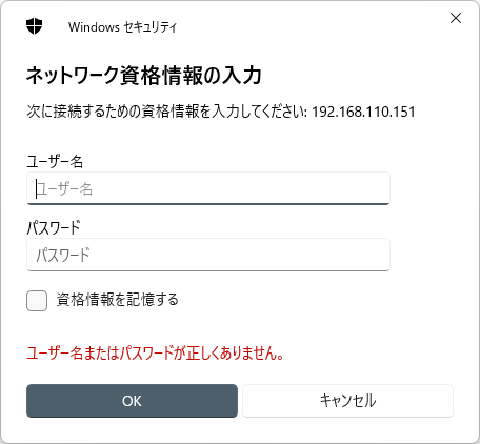 Windows セキュリティ
ネットワーク資格情報の入力
次に接続するための資格情報を入力してください: 192.168.110.151
ユーザー名
ユーザー名
パスワード
パスワード
資格情報を記憶する
ユーザー名またはパスワードが正しくありません。
OK
キャンセル